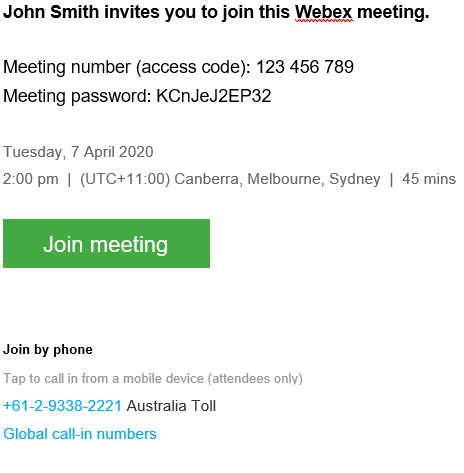 John Smith invites you to join this Webex meeting.
Meeting number (access code): 123 456 789
Meeting password: KCnJeJ2EP32
Tuesday, 7 April 2020
2:00 pm | (UTC+11:00) Canberra, Melbourne, Sydney | 45 mins
Join meeting
Join by phone
Tap to call in from a mobile device (attendees only)
+61-2-9338-2221 Australia Toll
Global call-in numbers